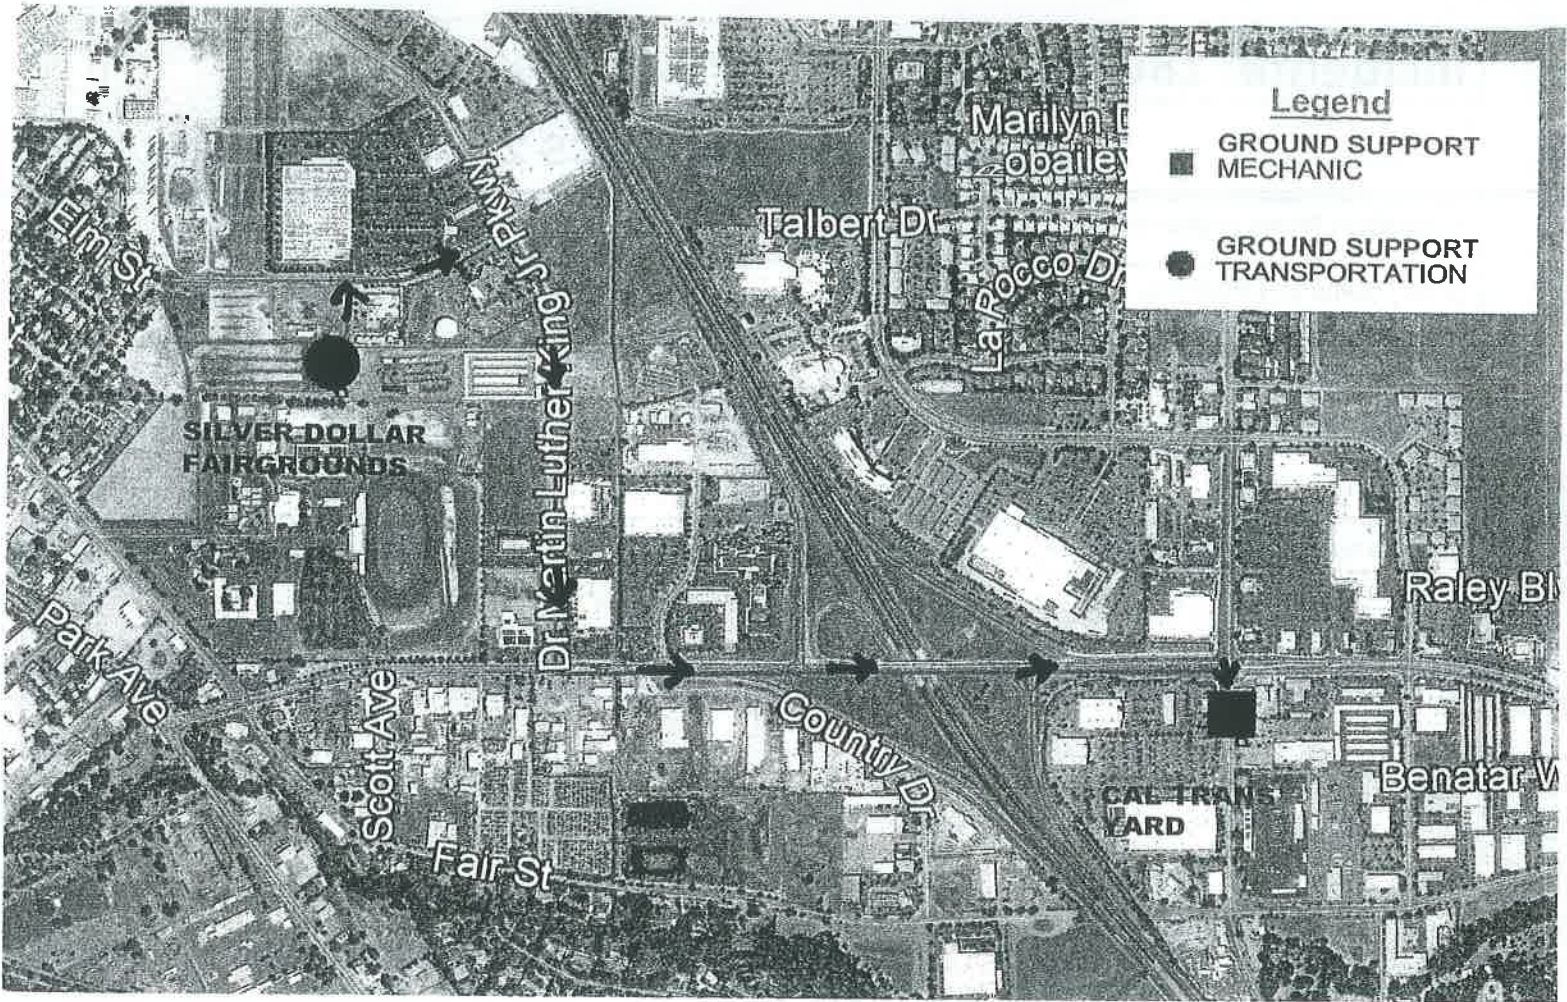 Legend
GROUND SUPPORT
MECHANIC
GROUND SUPPORT
TRANSPORTATION
Marilyn D
obailey
Talbert Dr
La Rocco Dr
Elm St
Dr Martin Luther King Jr Pkwy
SILVER DOLLAR
FAIRGROUNDS
Raley Bl
Park Ave
Scott Ave
Country Dr
Benatar W
CAL TRANS
YARD
Fair St